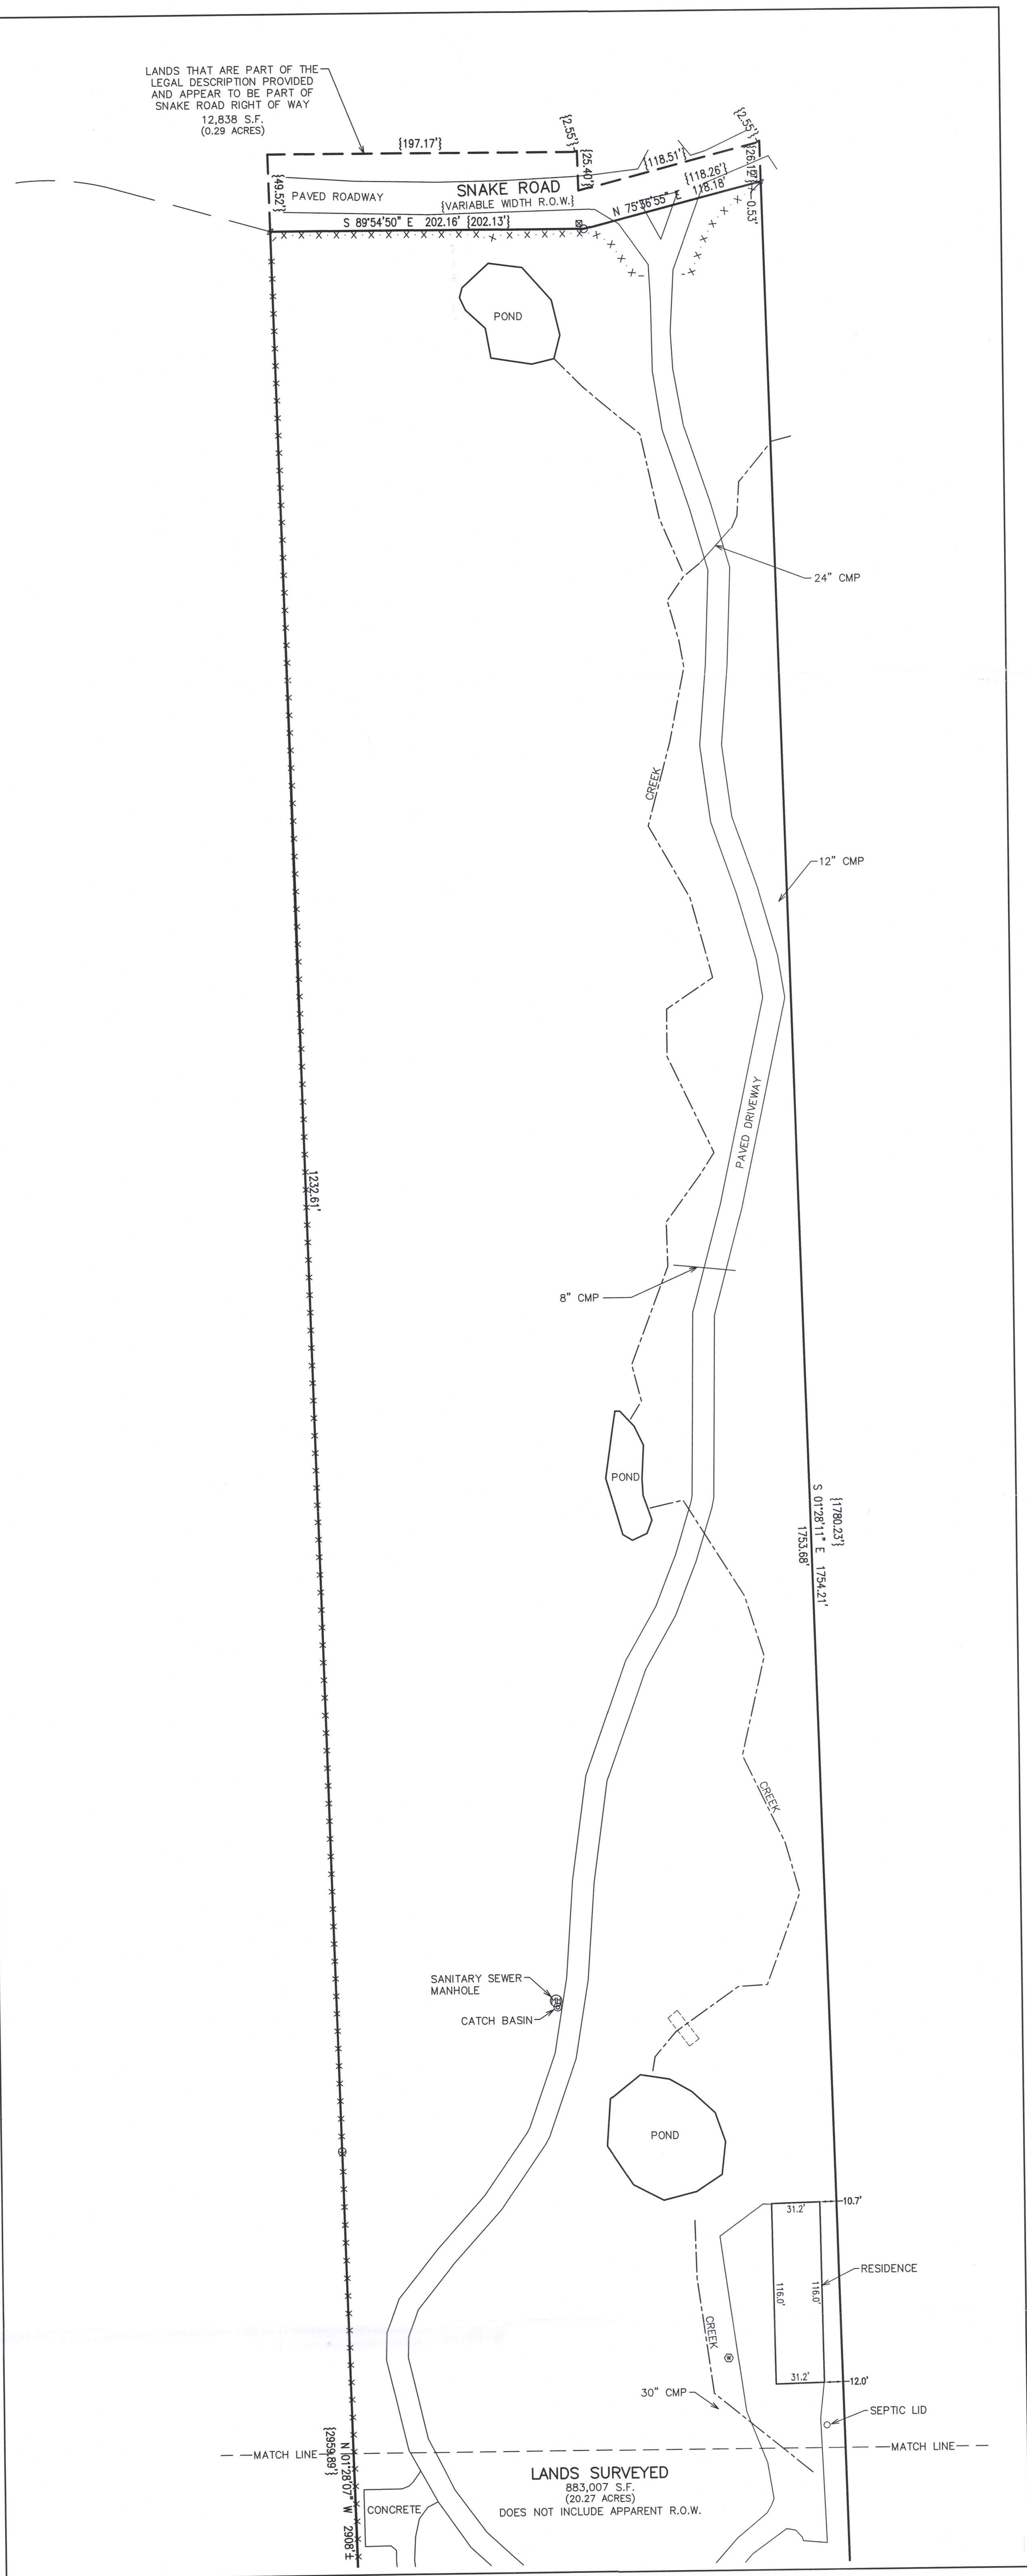 LANDS THAT ARE PART OF THE
LEGAL DESCRIPTION PROVIDED
AND APPEAR TO BE PART OF
SNAKE ROAD RIGHT OF WAY
12,838 S.F.
(0.29 ACRES)
{197.17'}
{2.55'}
{25.40'}
{2.55'}
{118.51'}
{26.12'}
{49.52'}
PAVED ROADWAY
SNAKE ROAD
{VARIABLE WIDTH R.O.W.}
{118.26'}
N 75°36'55" E 118.18'
0.53'
S 89°54'50" E 202.16' {202.13'}
POND
24" CMP
CREEK
12" CMP
PAVED DRIVEWAY
1232.61'
8" CMP
POND
{1780.23'}
S 01°28'11" E 1754.21'
1753.68'
CREEK
SANITARY SEWER
MANHOLE
CATCH BASIN
POND
10.7'
31.2'
RESIDENCE
116.0'
116.0'
CREEK
31.2'
12.0'
30" CMP
SEPTIC LID
MATCH LINE
MATCH LINE
{2959.89'}
N 01°28'07" W 2908'±
LANDS SURVEYED
883,007 S.F.
(20.27 ACRES)
DOES NOT INCLUDE APPARENT R.O.W.
CONCRETE